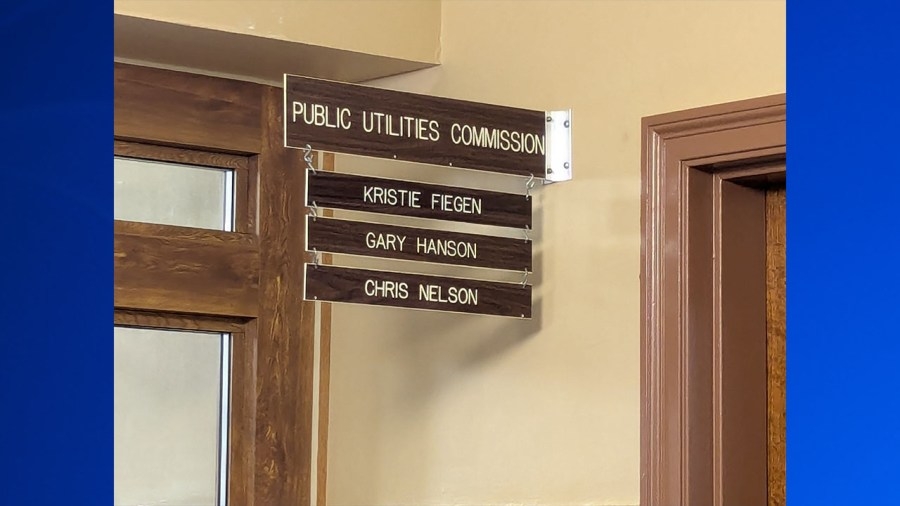 PUBLIC UTILITIES COMMISSION
KRISTIE FIEGEN
GARY HANSON
CHRIS NELSON